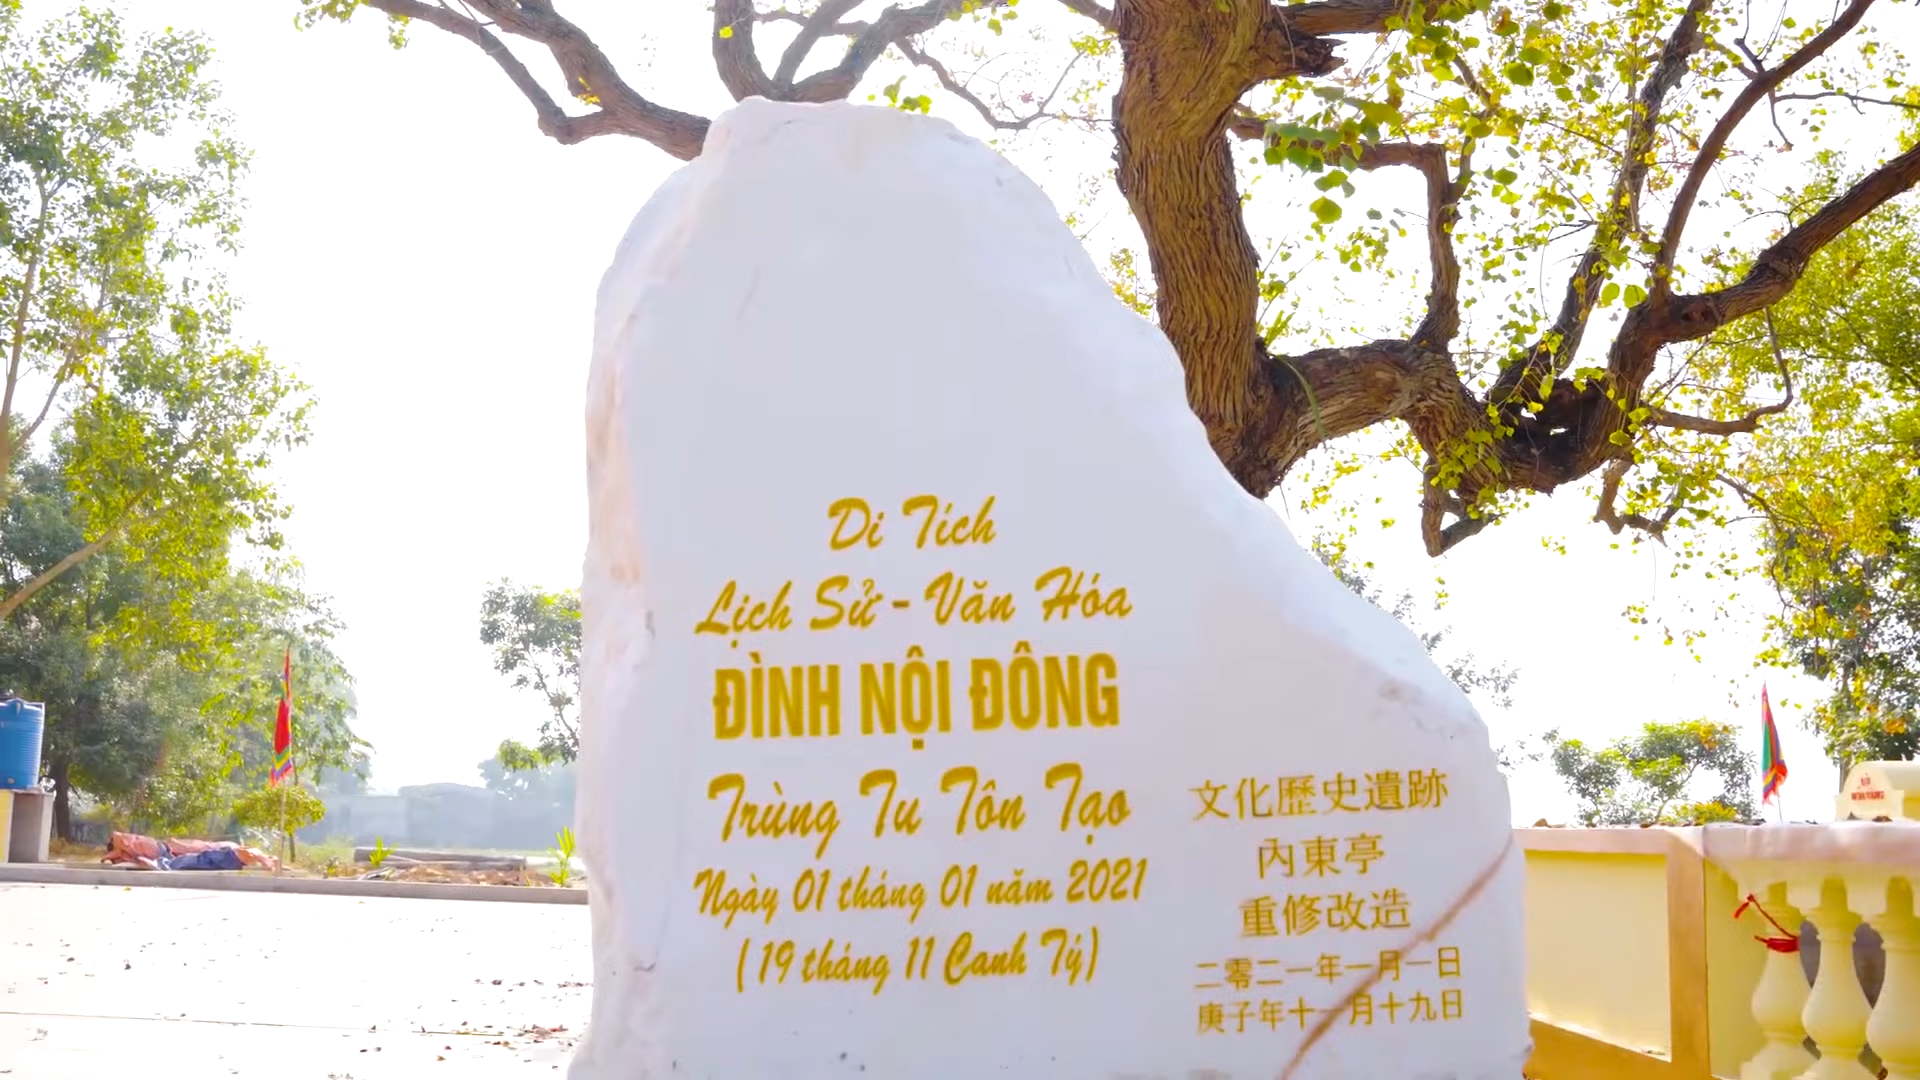 Di Tích
Lịch Sử - Văn Hóa
ĐÌNH NỘI ĐÔNG
Trùng Tu Tôn Tạo
Ngày 01 tháng 01 năm 2021
(19 tháng 11 Canh Tý)
文化歷史遺跡
內東亭
重修改造
二零二一年一月一日
庚子年十一月十九日